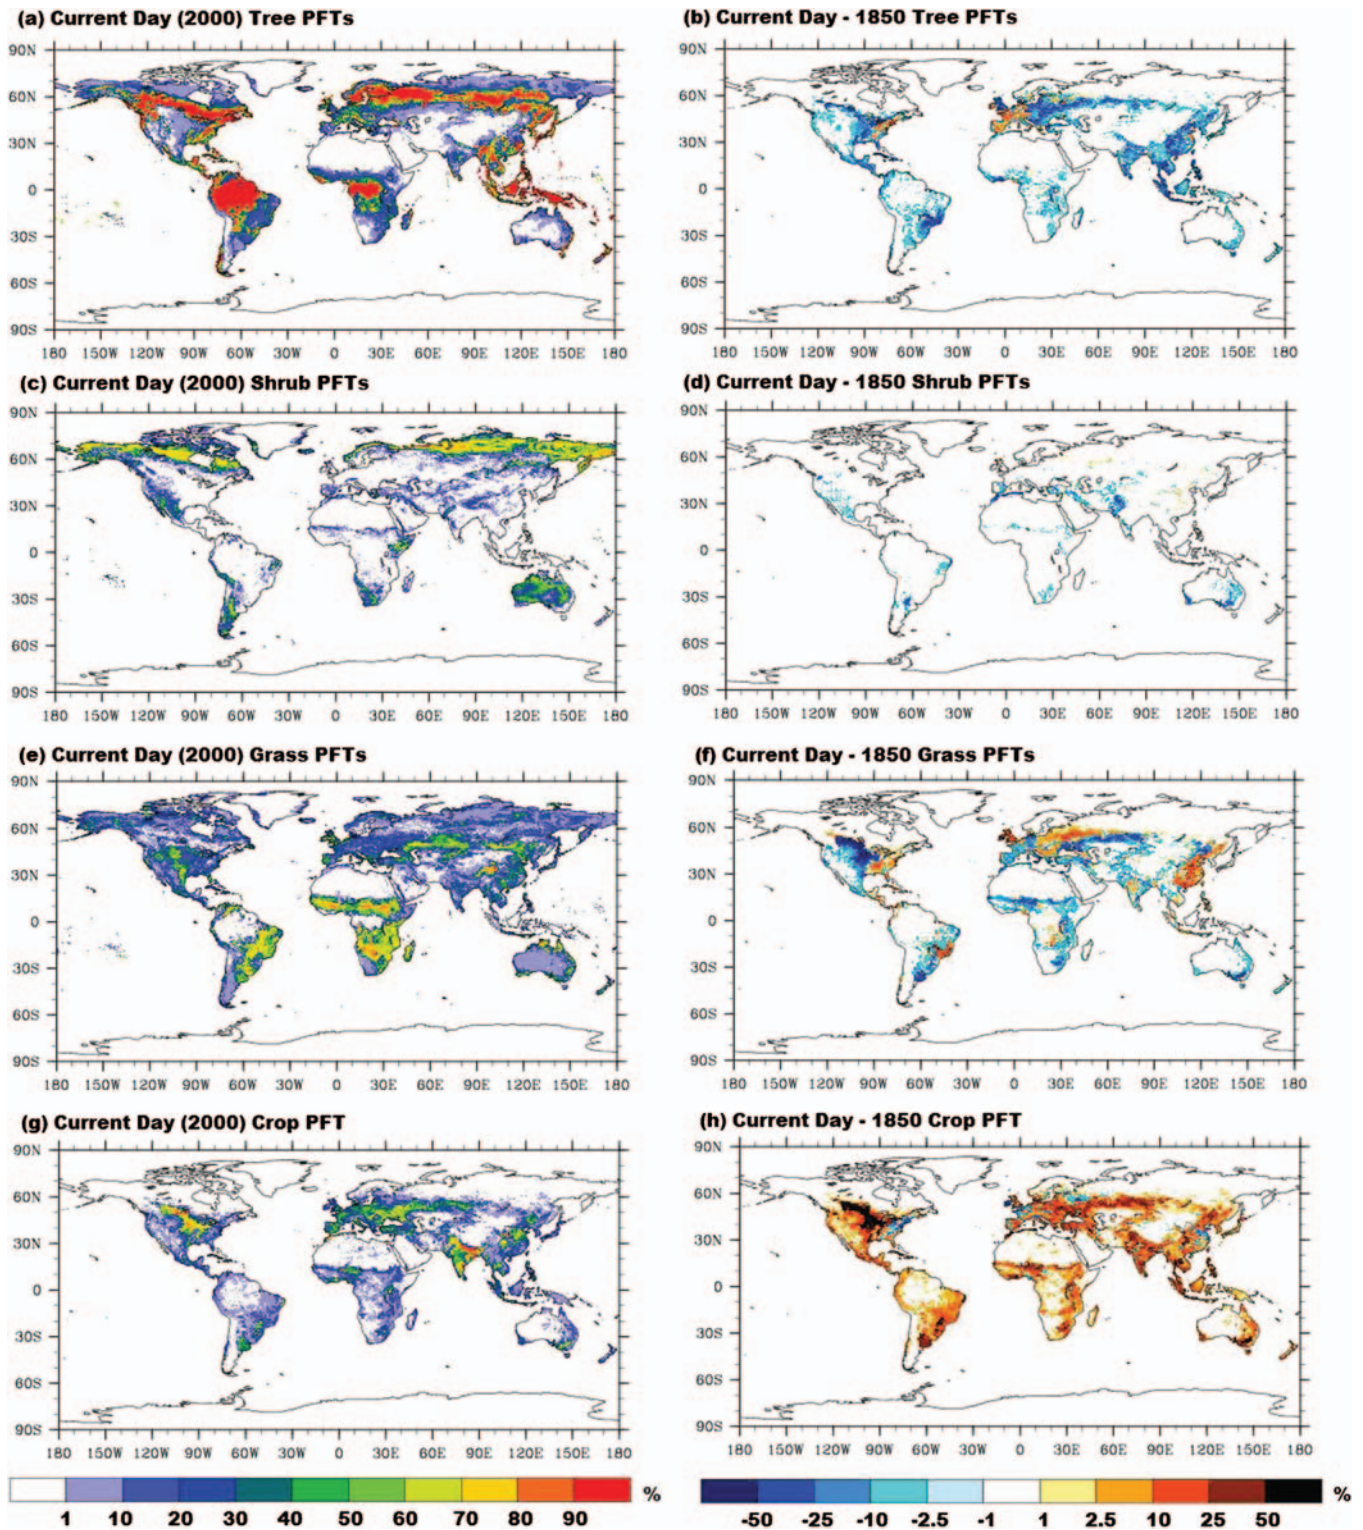 (a) Current Day (2000) Tree PFTs
90N
60N
30N
0
30S
60S
90S
180 150W 120W 90W 60W 30W 0 30E 60E 90E 120E 150E 180
(b) Current Day - 1850 Tree PFTs
90N
60N
30N
0
30S
60S
90S
180 150W 120W 90W 60W 30W 0 30E 60E 90E 120E 150E 180
(c) Current Day (2000) Shrub PFTs
90N
60N
30N
0
30S
60S
90S
180 150W 120W 90W 60W 30W 0 30E 60E 90E 120E 150E 180
(d) Current Day - 1850 Shrub PFTs
90N
60N
30N
0
30S
60S
90S
180 150W 120W 90W 60W 30W 0 30E 60E 90E 120E 150E 180
(e) Current Day (2000) Grass PFTs
90N
60N
30N
0
30S
60S
90S
180 150W 120W 90W 60W 30W 0 30E 60E 90E 120E 150E 180
(f) Current Day - 1850 Grass PFTs
90N
60N
30N
0
30S
60S
90S
180 150W 120W 90W 60W 30W 0 30E 60E 90E 120E 150E 180
(g) Current Day (2000) Crop PFT
90N
60N
30N
0
30S
60S
90S
180 150W 120W 90W 60W 30W 0 30E 60E 90E 120E 150E 180
(h) Current Day - 1850 Crop PFT
90N
60N
30N
0
30S
60S
90S
180 150W 120W 90W 60W 30W 0 30E 60E 90E 120E 150E 180
%
1 10 20 30 40 50 60 70 80 90
%
-50 -25 -10 -2.5 -1 1 2.5 10 25 50